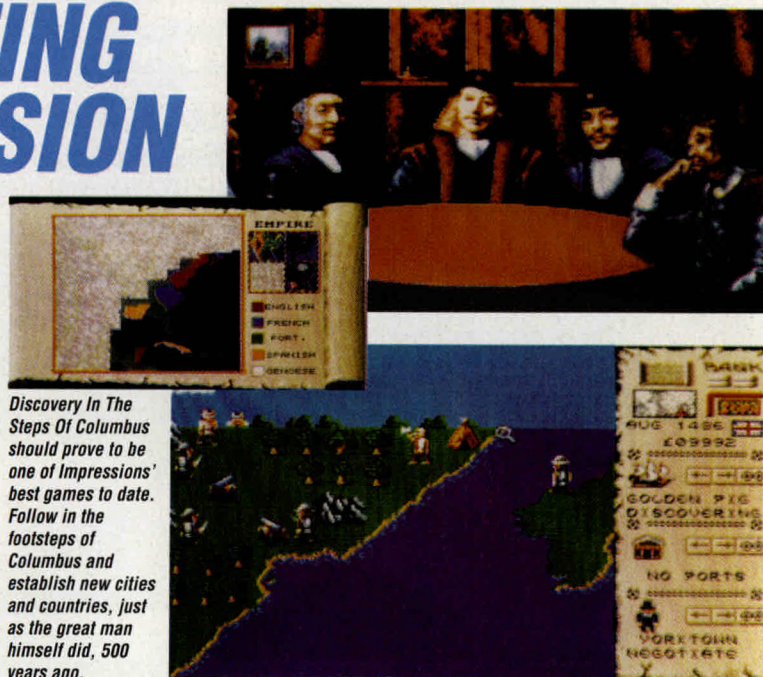 ING
SION
EMPIRE
ENGLISH
FRENCH
PORT.
SPANISH
GENOESE
Discovery In The
Steps Of Columbus
should prove to be
one of Impressions'
best games to date.
Follow in the
footsteps of
Columbus and
establish new cities
and countries, just
as the great man
himself did, 500
years ago.
BANK
AUG 1486
£09992
GOLDEN PIG
DISCOVERING
NO PORTS
YORKTOWN
NEGOTIATE